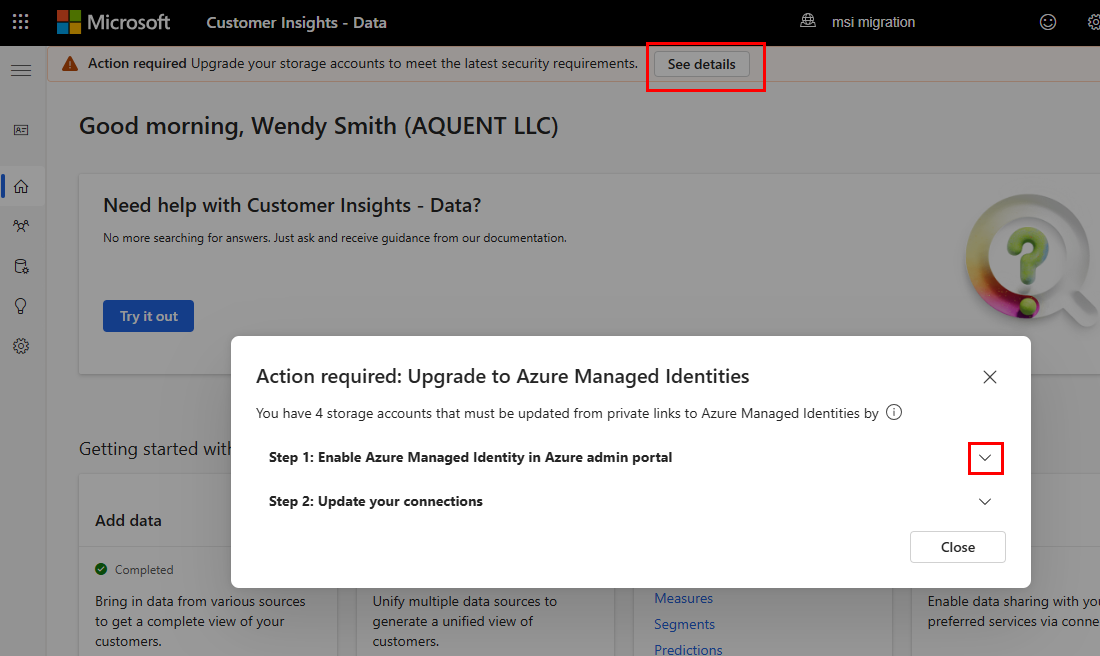 Microsoft
Customer Insights - Data
msi migration
Action required Upgrade your storage accounts to meet the latest security requirements.
See details
Good morning, Wendy Smith (AQUENT LLC)
Need help with Customer Insights - Data?
No more searching for answers. Just ask and receive guidance from our documentation.
Try it out
Action required: Upgrade to Azure Managed Identities
You have 4 storage accounts that must be updated from private links to Azure Managed Identities by
Step 1: Enable Azure Managed Identity in Azure admin portal
Step 2: Update your connections
Close
Getting started with
Add data
Completed
Bring in data from various sources
to get a complete view of your
customers.
Unify multiple data sources to
generate a unified view of
customers.
Measures
Segments
Predictions
Enable data sharing with you
preferred services via conne